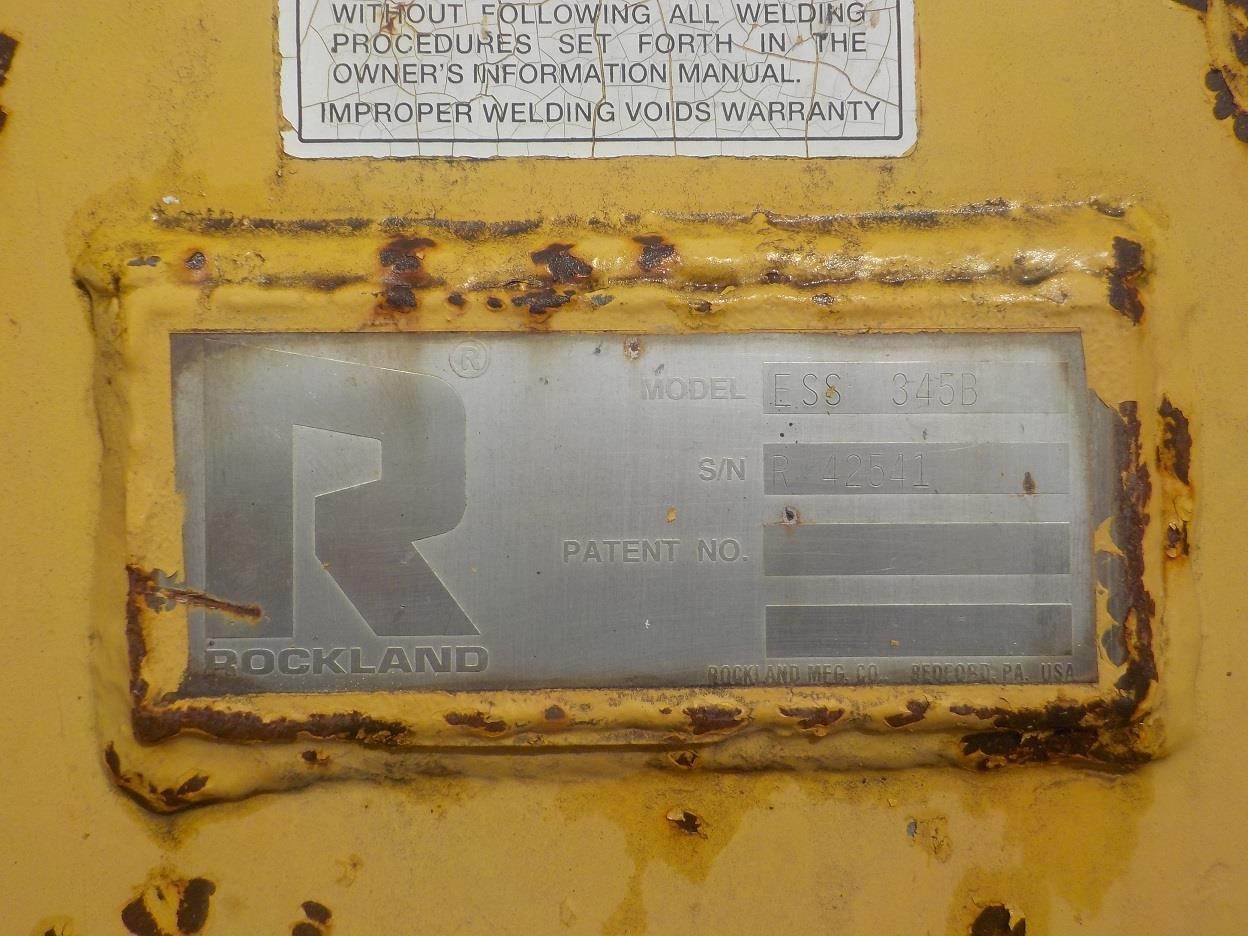 WITHOUT FOLLOWING ALL WELDING
PROCEDURES SET FORTH IN THE
OWNER'S INFORMATION MANUAL.
IMPROPER WELDING VOIDS WARRANTY
R ®
ROCKLAND
MODEL ESS 345B
S/N R 42541
PATENT NO.
ROCKLAND MFG. CO. BEDFORD, PA. USA